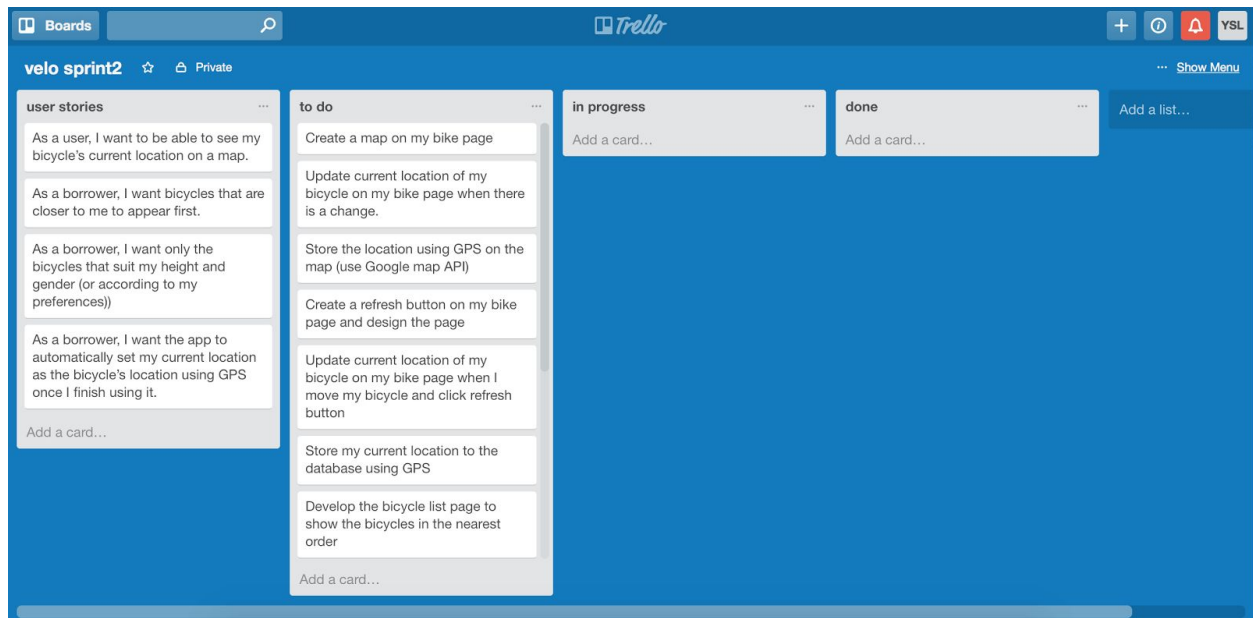 Boards
Trello
YSL
velo sprint2
Private
... Show Menu
user stories
...
As a user, I want to be able to see my
bicycle's current location on a map.
As a borrower, I want bicycles that are
closer to me to appear first.
As a borrower, I want only the
bicycles that suit my height and
gender (or according to my
preferences))
As a borrower, I want the app to
automatically set my current location
as the bicycle's location using GPS
once I finish using it.
Add a card...
to do
...
Create a map on my bike page
Update current location of my
bicycle on my bike page when there
is a change.
Store the location using GPS on the
map (use Google map API)
Create a refresh button on my bike
page and design the page
Update current location of my
bicycle on my bike page when I
move my bicycle and click refresh
button
Store my current location to the
database using GPS
Develop the bicycle list page to
show the bicycles in the nearest
order
Add a card...
in progress
...
Add a card...
done
...
Add a card...
Add a list...